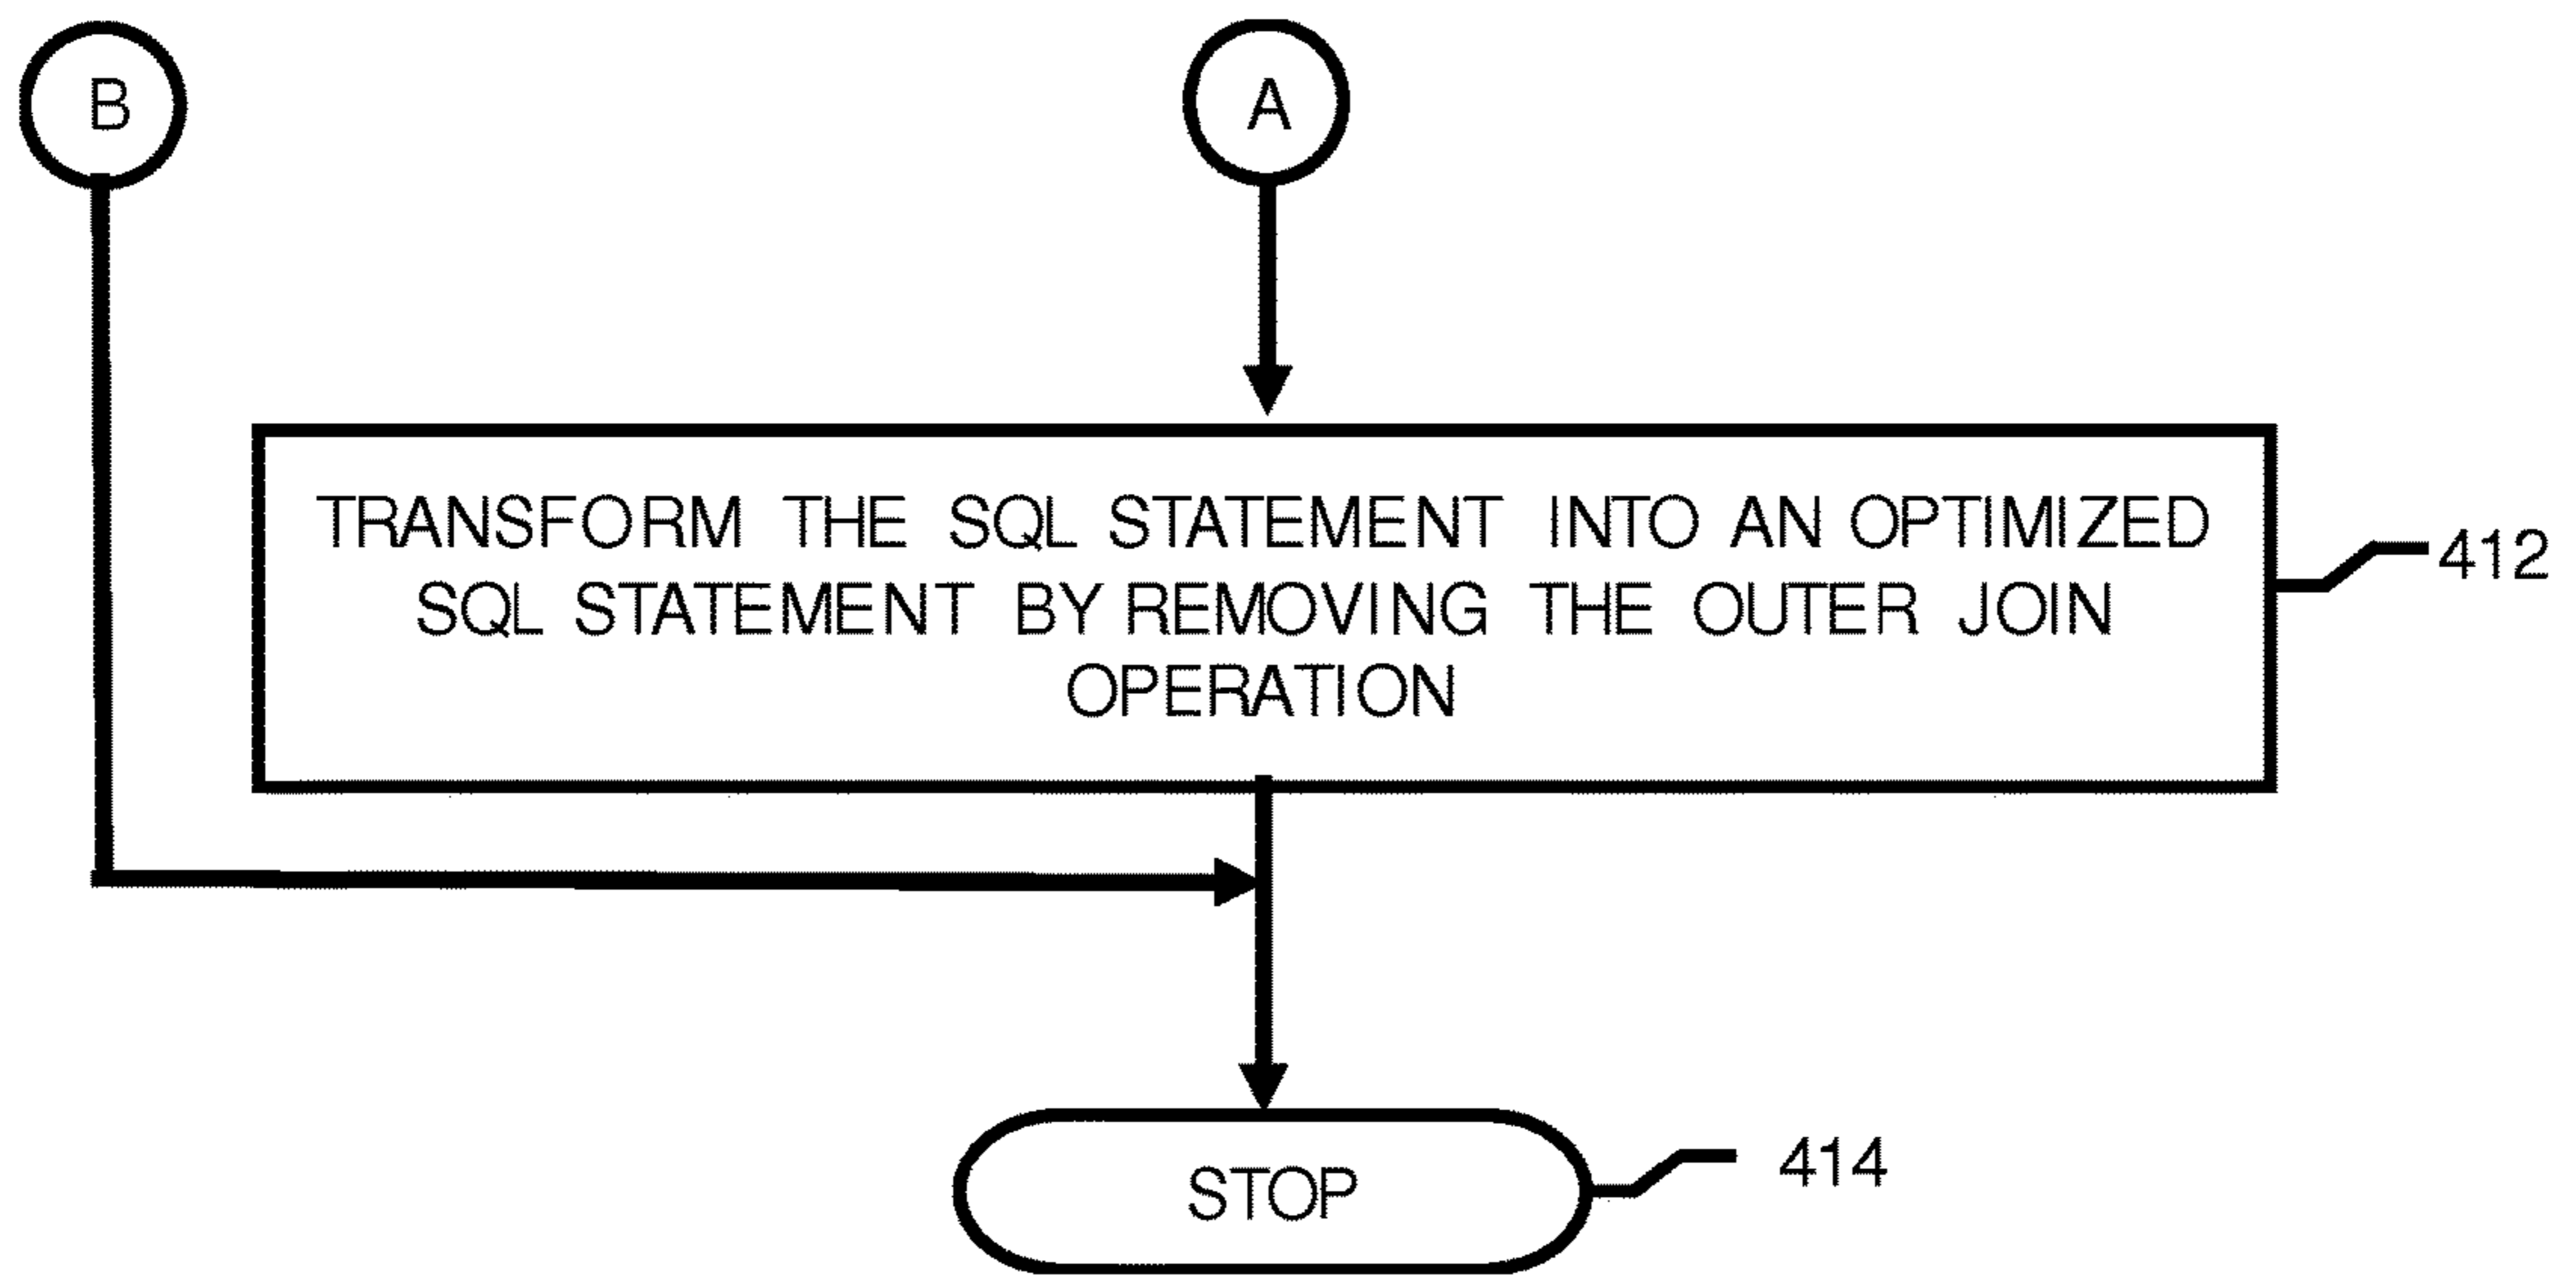 B
A
TRANSFORM THE SQL STATEMENT INTO AN OPTIMIZED
SQL STATEMENT BY REMOVING THE OUTER JOIN
OPERATION
412
STOP
414